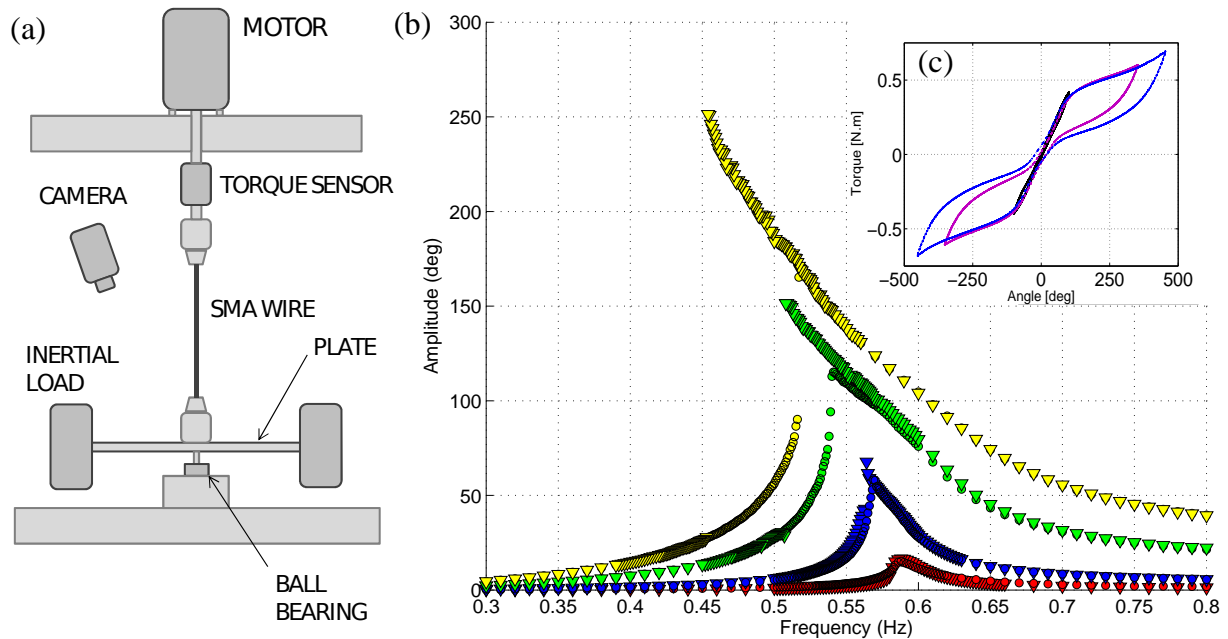 (a)
MOTOR
TORQUE SENSOR
CAMERA
SMA WIRE
PLATE
INERTIAL
LOAD
BALL
BEARING
(b)
300
250
200
150
100
50
0
Amplitude (deg)
0.3
0.35
0.4
0.45
0.5
0.55
0.6
0.65
0.7
0.75
0.8
Frequency (Hz)
(c)
0.5
0
−0.5
Torque [N.m]
−500
−250
0
250
500
Angle [deg]